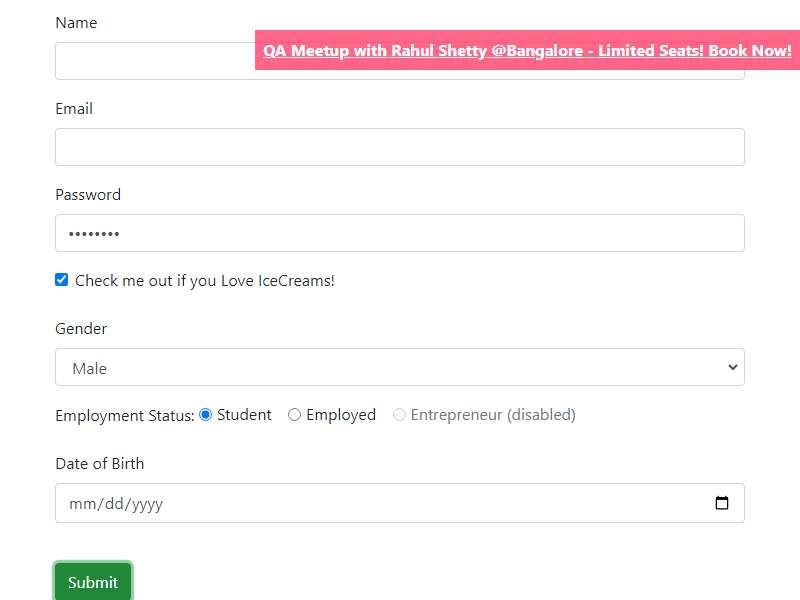 Name
QA Meetup with Rahul Shetty @Bangalore - Limited Seats! Book Now!
Email
Password
••••••••
Check me out if you Love IceCreams!
Gender
Male
Employment Status: Student Employed Entrepreneur (disabled)
Date of Birth
mm/dd/yyyy
Submit